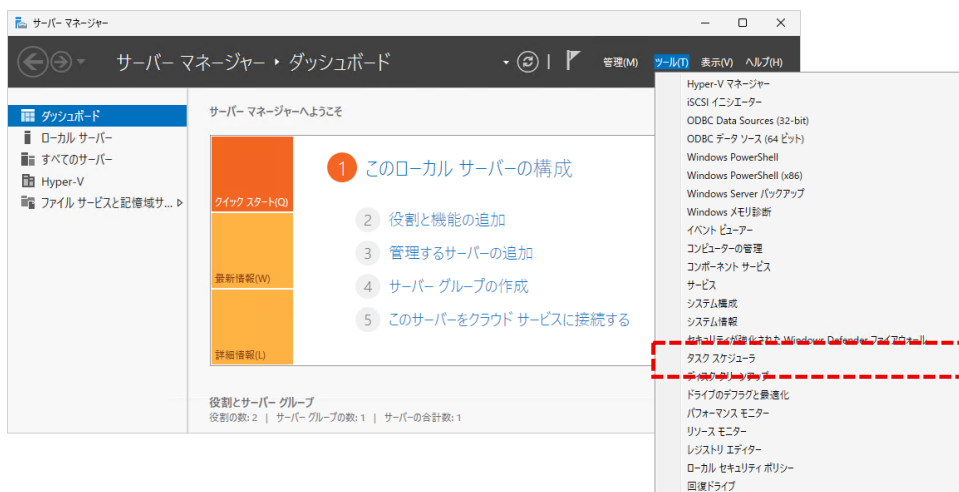 サーバー マネージャー
サーバー マネージャー ・ ダッシュボード
管理(M) ツール(T) 表示(V) ヘルプ(H)
ダッシュボード
ローカル サーバー
すべてのサーバー
Hyper-V
ファイル サービスと記憶域サ...
サーバー マネージャーへようこそ
クイック スタート(Q)
最新情報(W)
詳細情報(L)
1 このローカル サーバーの構成
2 役割と機能の追加
3 管理するサーバーの追加
4 サーバー グループの作成
5 このサーバーをクラウド サービスに接続する
役割とサーバー グループ
役割の数: 2 | サーバー グループの数: 1 | サーバーの合計数: 1
Hyper-V マネージャー
iSCSI イニシエーター
ODBC Data Sources (32-bit)
ODBC データ ソース (64 ビット)
Windows PowerShell
Windows PowerShell (x86)
Windows Server バックアップ
Windows メモリ診断
イベント ビューアー
コンピューターの管理
コンポーネント サービス
サービス
システム構成
システム情報
セキュリティが強化された Windows Defender ファイアウォール
タスク スケジューラ
ディスク クリーンアップ
ドライブのデフラグと最適化
パフォーマンス モニター
リソース モニター
レジストリ エディター
ローカル セキュリティ ポリシー
回復ドライブ